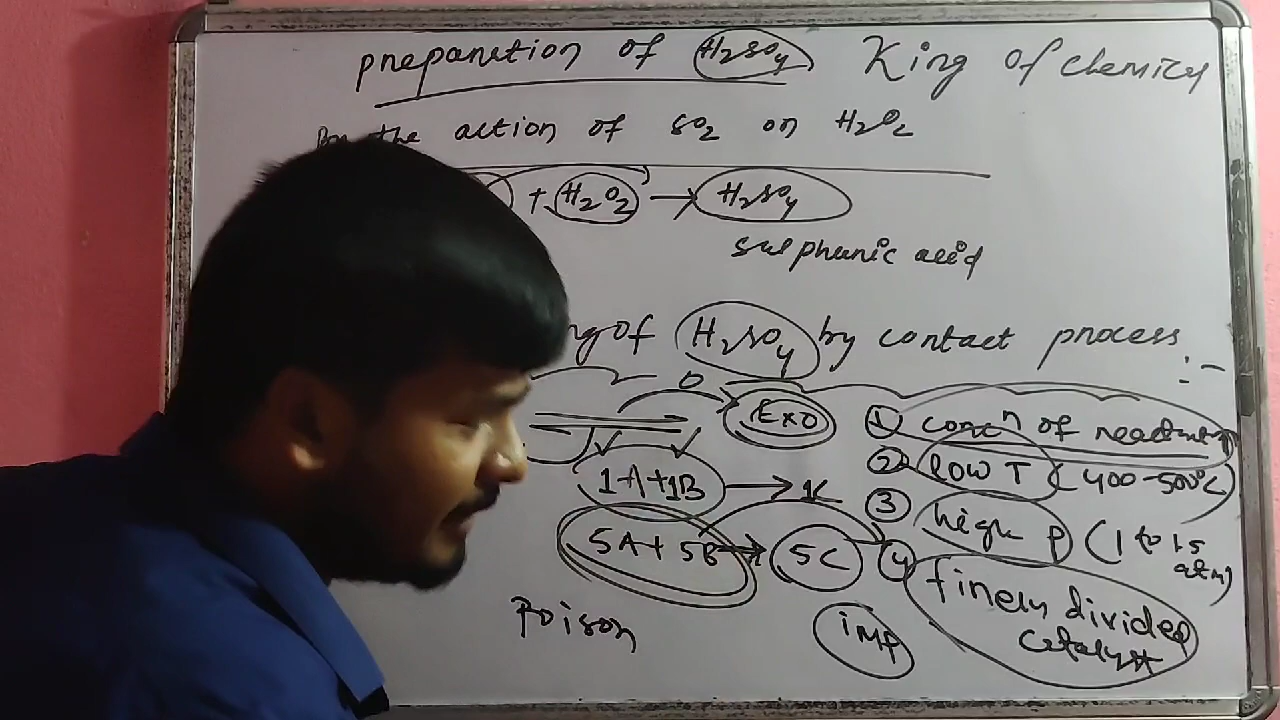 preparation of H2SO4 King of chemicy
the action of SO2 on H2O2
+ H2O2 → H2SO4
sulphuric acid
ng of H2SO4 by contact process :-
Exo
① concn of reactant
② low T (400-500°C)
1A+1B → 1C
③ high P (1 to 1.5 atm)
5A+5B → 5C
④ finely divided
catalyst
Poison
imp